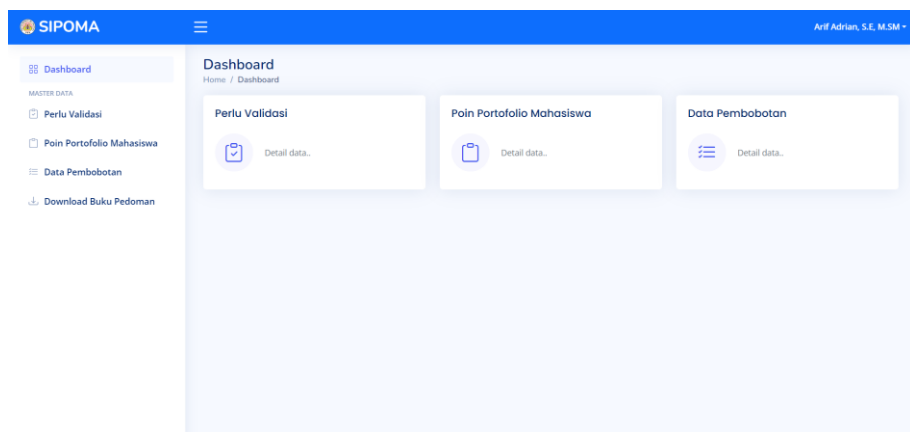 SIPOMA
Arif Adrian, S.E, M.SM
Dashboard
MASTER DATA
Perlu Validasi
Poin Portofolio Mahasiswa
Data Pembobotan
Download Buku Pedoman
Dashboard
Home / Dashboard
Perlu Validasi
Detail data..
Poin Portofolio Mahasiswa
Detail data..
Data Pembobotan
Detail data..